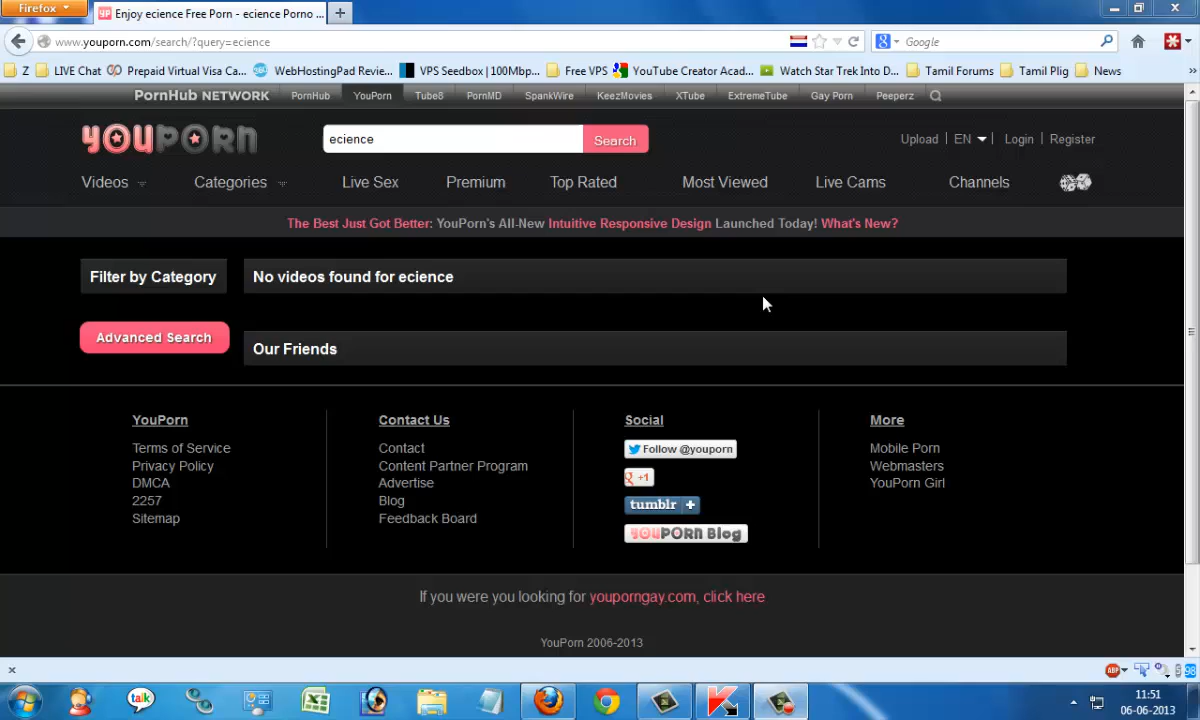 Firefox
Enjoy ecience Free Porn - ecience Porno ...
www.youporn.com/search/?query=ecience
Google
Z LIVE Chat Prepaid Virtual Visa Ca... WebHostingPad Revie... VPS Seedbox | 100Mbp... Free VPS YouTube Creator Acad... Watch Star Trek Into D... Tamil Forums Tamil Plig News
PornHub NETWORK PornHub YouPorn Tube8 PornMD SpankWire KeezMovies XTube ExtremeTube Gay Porn Peeperz
YOUPORN
ecience
Search
Upload EN Login Register
Videos Categories Live Sex Premium Top Rated Most Viewed Live Cams Channels
The Best Just Got Better: YouPorn's All-New Intuitive Responsive Design Launched Today! What's New?
Filter by Category
No videos found for ecience
Advanced Search
Our Friends
YouPorn
Terms of Service
Privacy Policy
DMCA
2257
Sitemap
Contact Us
Contact
Content Partner Program
Advertise
Blog
Feedback Board
Social
Follow @youporn
g +1
tumblr +
YOUPORN Blog
More
Mobile Porn
Webmasters
YouPorn Girl
If you were you looking for youporngay.com, click here
YouPorn 2006-2013
ABP
98
talk
11:51
06-06-2013